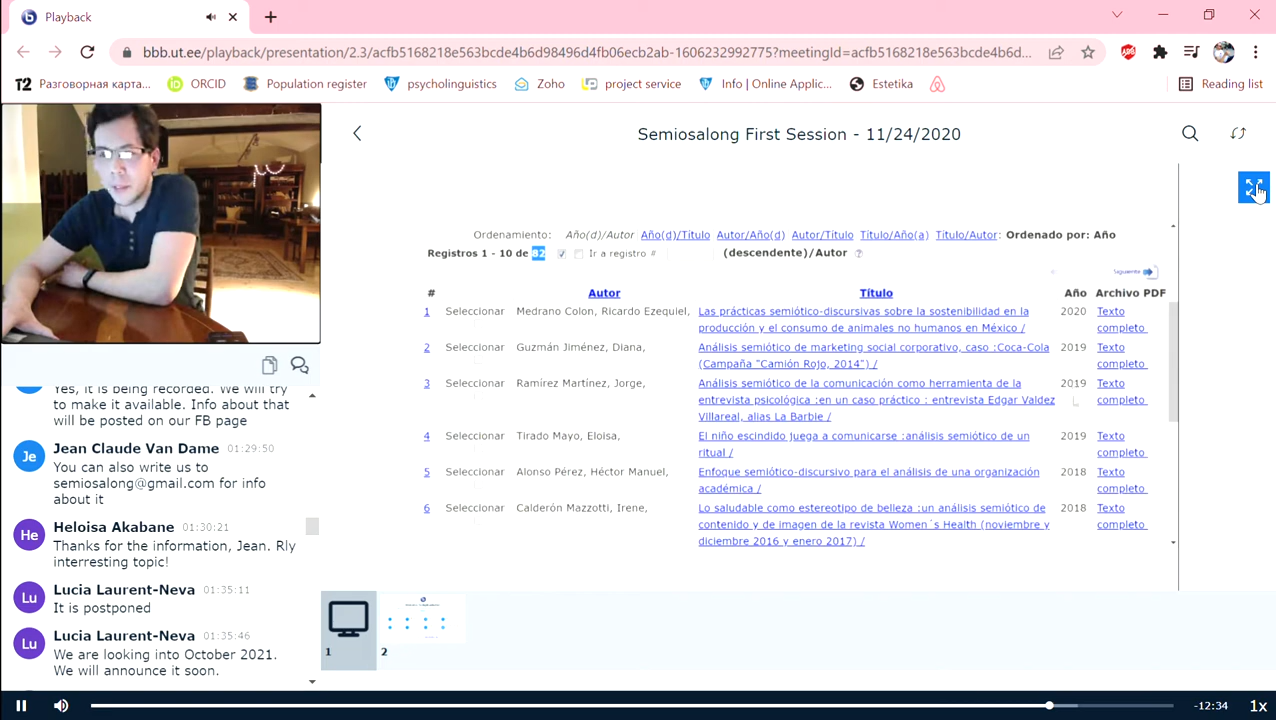 Playback
bbb.ut.ee/playback/presentation/2.3/acfb5168218e563bcde4b6d98496d4fb06ecb2ab-1606232992775?meetingId=acfb5168218e563bcde4b6d...
T2 Разговорная карта...
ORCID
Population register
psycholinguistics
Zoho
project service
Info | Online Applic...
Estetika
Reading list
Semiosalong First Session - 11/24/2020
Ordenamiento: Año(d)/Autor Año(d)/Título Autor/Año(d) Autor/Título Título/Año(a) Título/Autor: Ordenado por: Año
Registros 1 - 10 de 82 Ir a registro # (descendente)/Autor ?
Siguiente
# Autor Título Año Archivo PDF
1 Seleccionar Medrano Colon, Ricardo Ezequiel, Las prácticas semiótico-discursivas sobre la sostenibilidad en la 2020 Texto
producción y el consumo de animales no humanos en México / completo
2 Seleccionar Guzmán Jiménez, Diana, Análisis semiótico de marketing social corporativo, caso :Coca-Cola 2019 Texto
(Campaña "Camión Rojo, 2014") / completo
3 Seleccionar Ramírez Martínez, Jorge, Análisis semiótico de la comunicación como herramienta de la 2019 Texto
entrevista psicológica :en un caso práctico : entrevista Edgar Valdez completo
Villareal, alias La Barbie /
4 Seleccionar Tirado Mayo, Eloisa, El niño escindido juega a comunicarse :análisis semiótico de un 2019 Texto
ritual / completo
5 Seleccionar Alonso Pérez, Héctor Manuel, Enfoque semiótico-discursivo para el análisis de una organización 2018 Texto
académica / completo
6 Seleccionar Calderón Mazzotti, Irene, Lo saludable como estereotipo de belleza :un análisis semiótico de 2018 Texto
contenido y de imagen de la revista Women´s Health (noviembre y completo
diciembre 2016 y enero 2017) /
Yes, it is being recorded. We will try
to make it available. Info about that
will be posted on our FB page
Je
Jean Claude Van Dame 01:29:50
You can also write us to
semiosalong@gmail.com for info
about it
He
Heloisa Akabane 01:30:21
Thanks for the information, Jean. Rly
interresting topic!
Lu
Lucia Laurent-Neva 01:35:11
It is postponed
Lu
Lucia Laurent-Neva 01:35:46
We are looking into October 2021.
We will announce it soon.
1
2
-12:34
1x